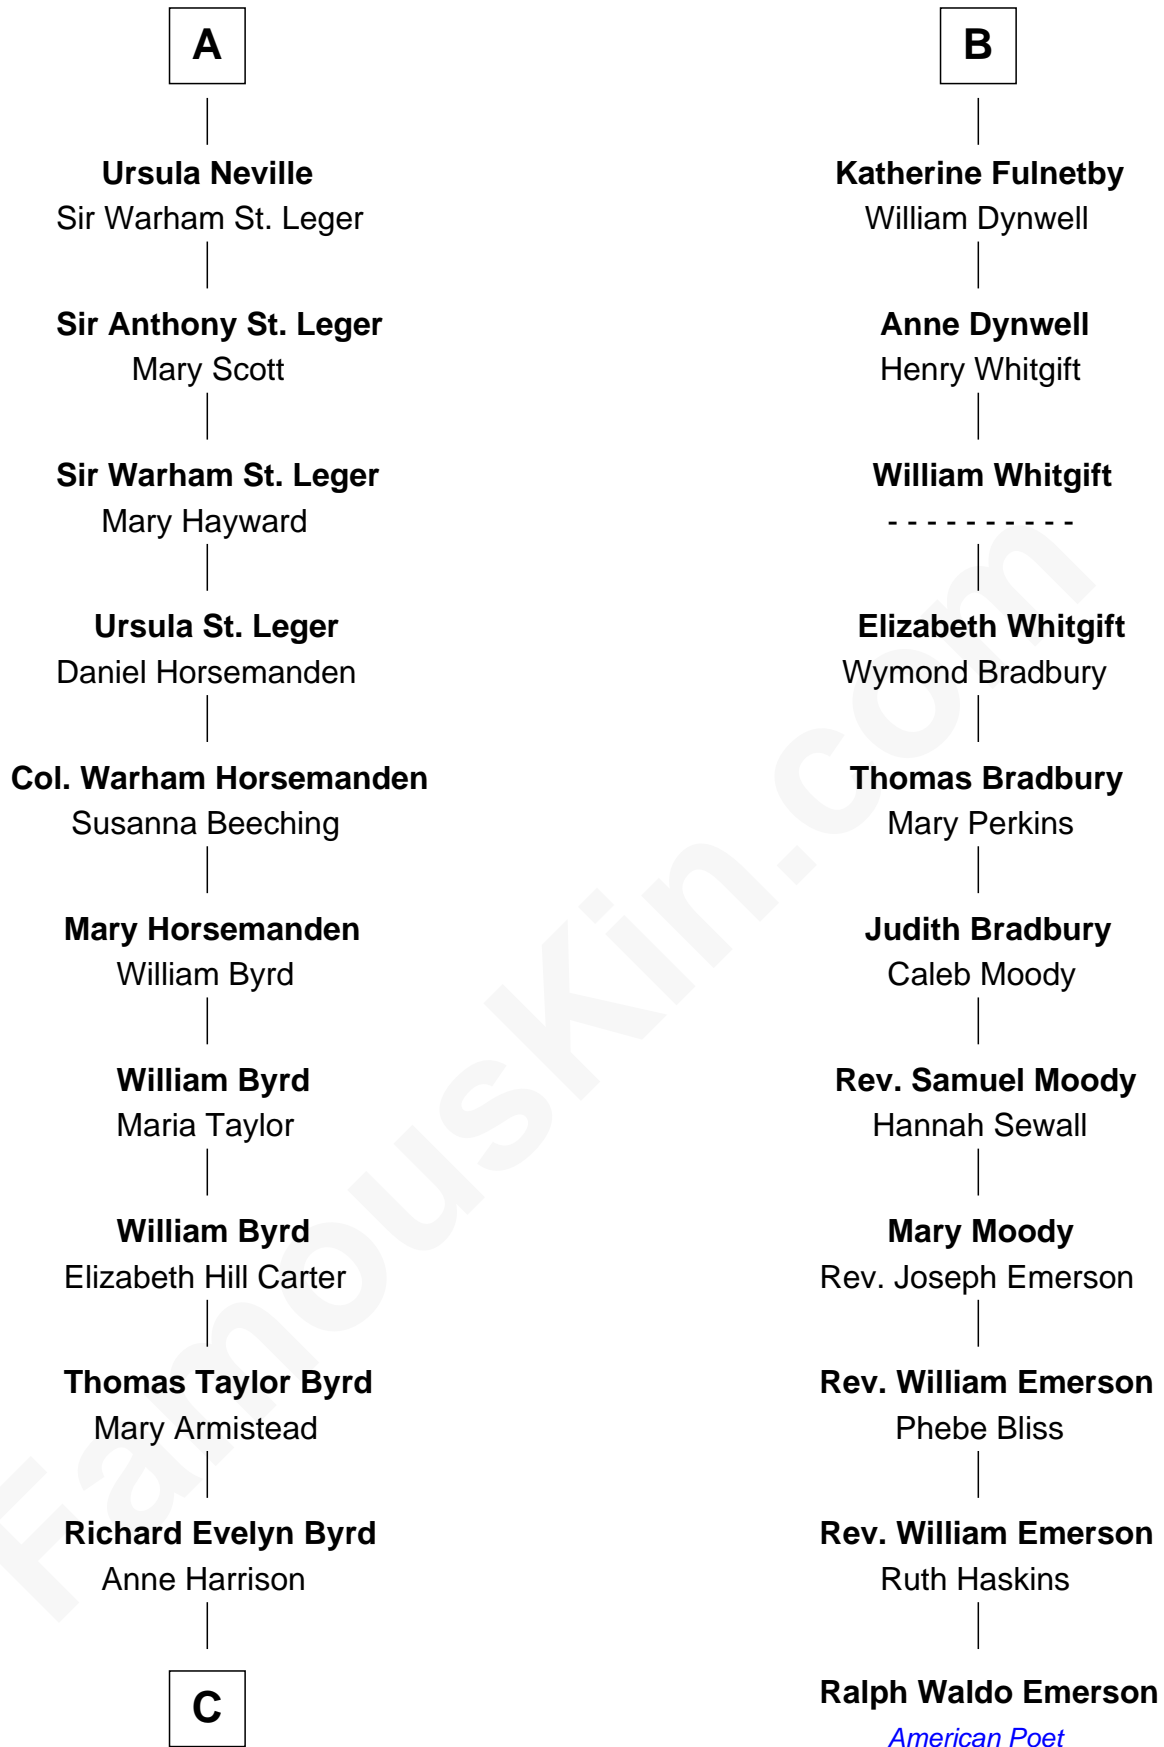 A
Ursula Neville
Sir Warham St. Leger
Sir Anthony St. Leger
Mary Scott
Sir Warham St. Leger
Mary Hayward
Ursula St. Leger
Daniel Horsemanden
Col. Warham Horsemanden
Susanna Beeching
Mary Horsemanden
William Byrd
William Byrd
Maria Taylor
William Byrd
Elizabeth Hill Carter
Thomas Taylor Byrd
Mary Armistead
Richard Evelyn Byrd
Anne Harrison
C
B
Katherine Fulnetby
William Dynwell
Anne Dynwell
Henry Whitgift
William Whitgift
- - - - - - - - - -
Elizabeth Whitgift
Wymond Bradbury
Thomas Bradbury
Mary Perkins
Judith Bradbury
Caleb Moody
Rev. Samuel Moody
Hannah Sewall
Mary Moody
Rev. Joseph Emerson
Rev. William Emerson
Phebe Bliss
Rev. William Emerson
Ruth Haskins
Ralph Waldo Emerson
American Poet
FamousKin.com